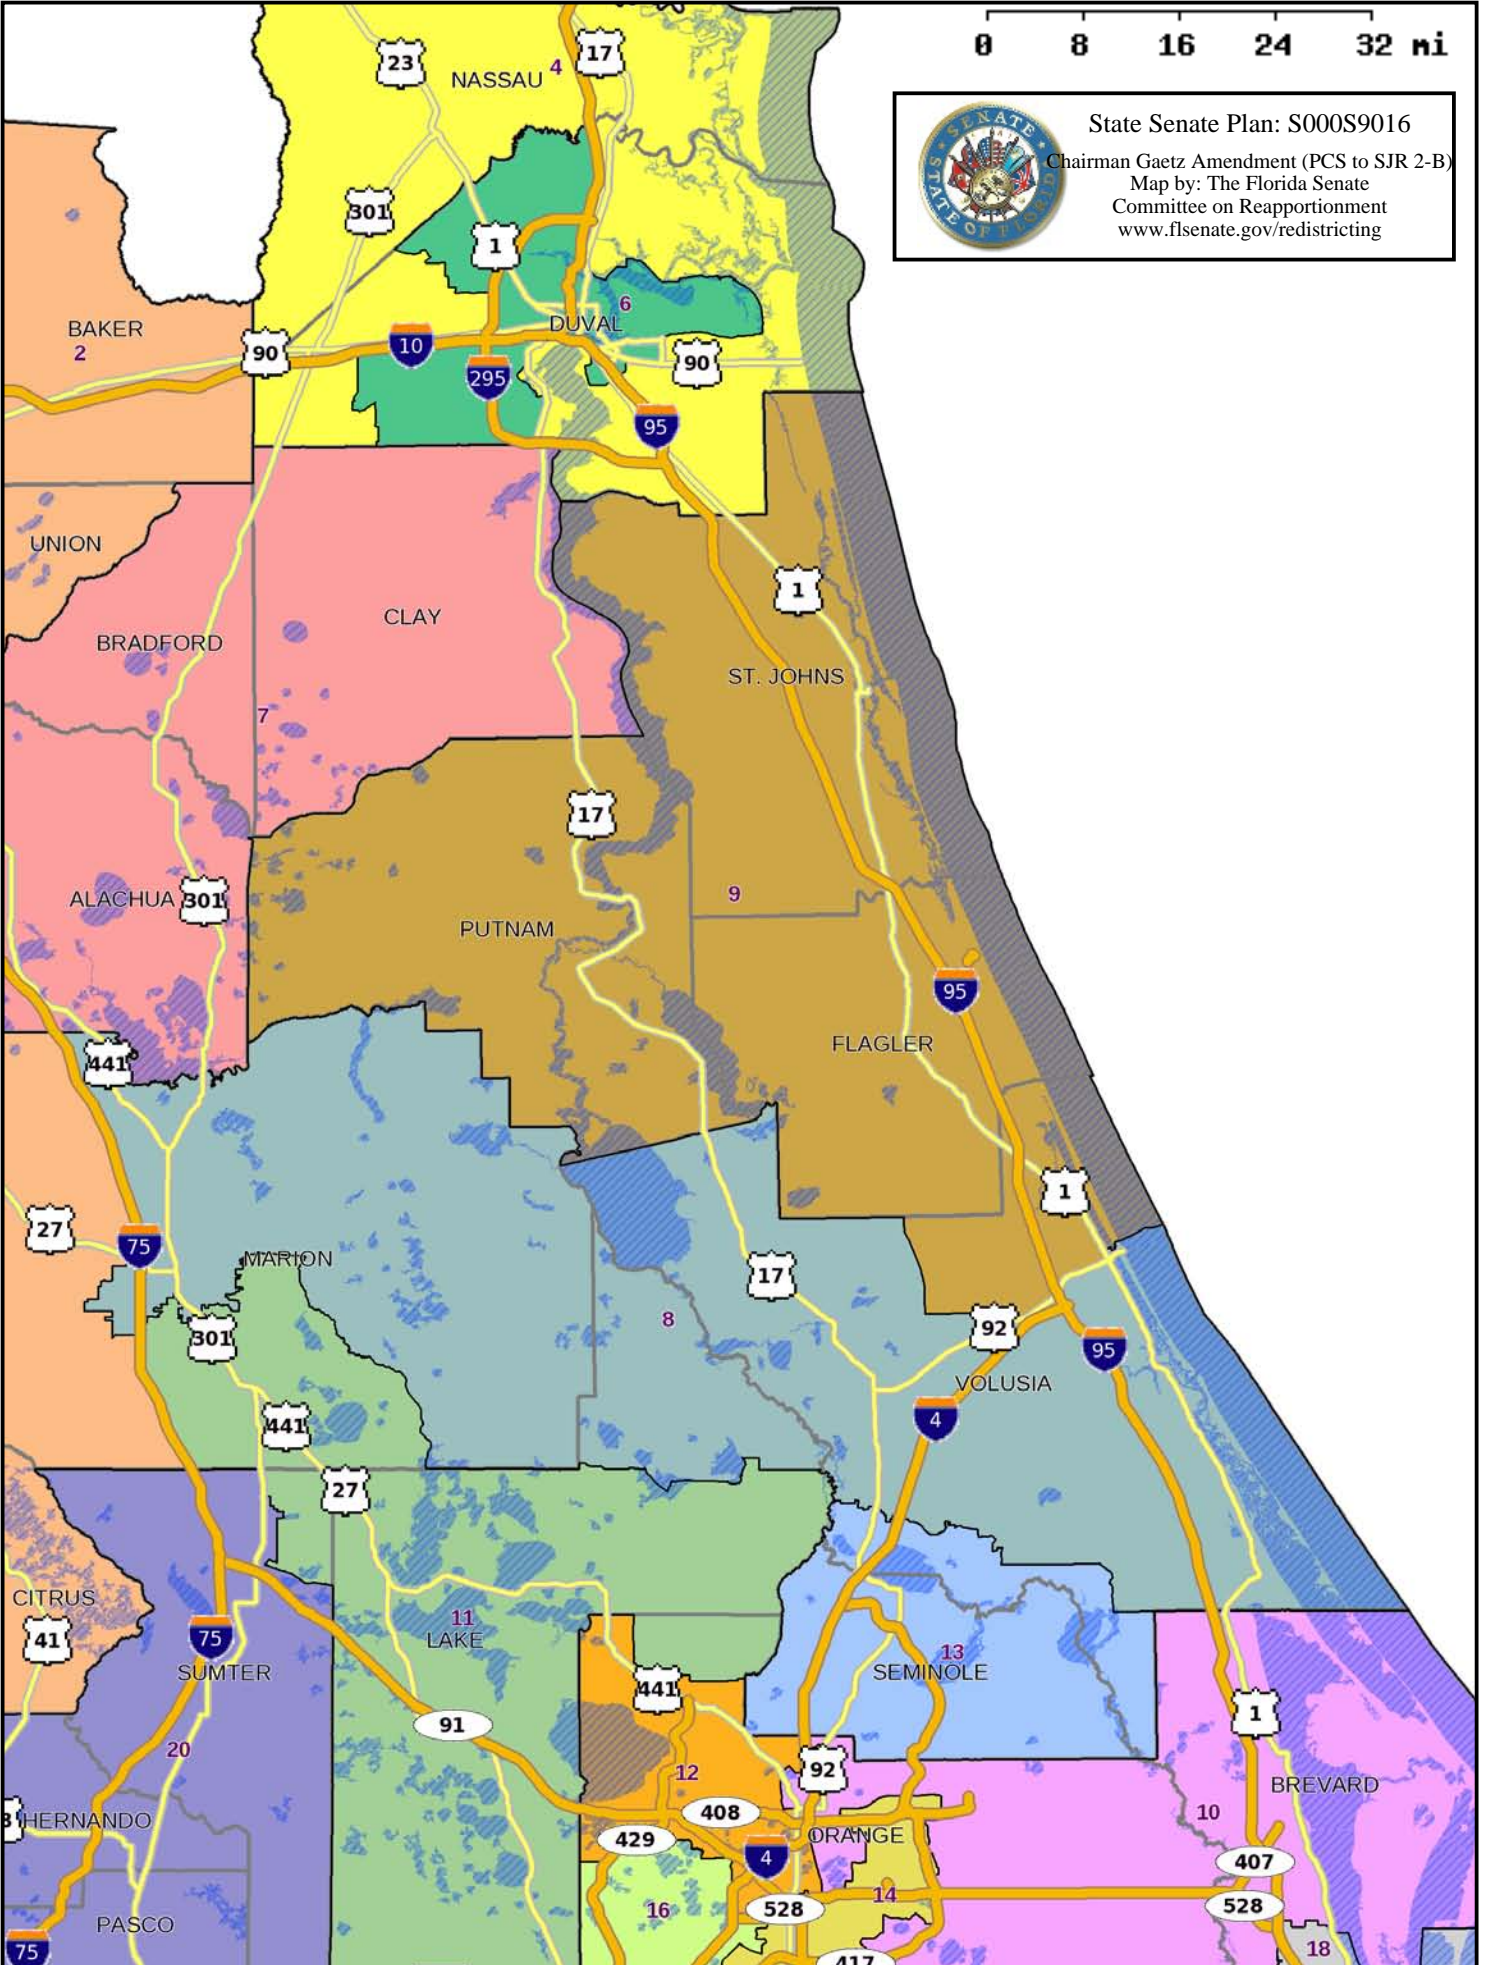 0 8 16 24 32 mi
State Senate Plan: S000S9016
Chairman Gaetz Amendment (PCS to SJR 2-B)
Map by: The Florida Senate
Committee on Reapportionment
www.flsenate.gov/redistricting
SENATE
STATE OF FLORIDA
23
NASSAU 4
17
301
1
BAKER
2
6
DUVAL
90
10
90
295
95
UNION
1
BRADFORD
CLAY
ST. JOHNS
7
17
ALACHUA
301
9
PUTNAM
95
FLAGLER
441
27
75
1
MARION
17
8
301
92
95
VOLUSIA
4
441
27
CITRUS
11
LAKE
41
75
SUMTER
13
SEMINOLE
441
91
1
20
12
92
BREVARD
HERNANDO
408
10
429
ORANGE
4
407
16
528
14
528
PASCO
75
18
417